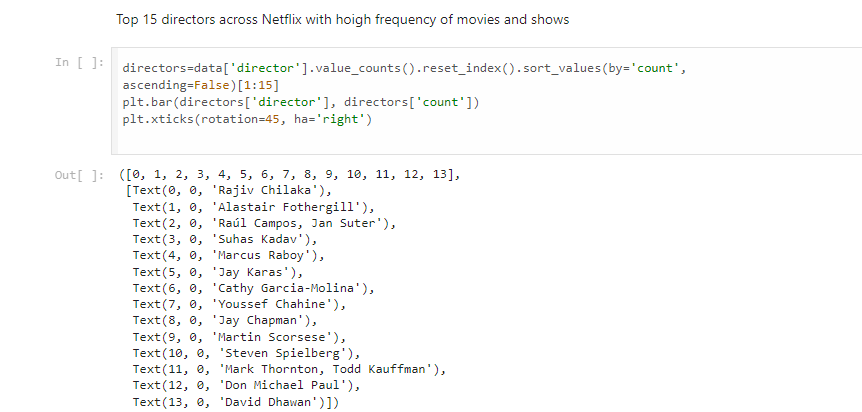 Top 15 directors across Netflix with hoigh frequency of movies and shows
In [ ]:
directors=data['director'].value_counts().reset_index().sort_values(by='count',
ascending=False)[1:15]
plt.bar(directors['director'], directors['count'])
plt.xticks(rotation=45, ha='right')
Out[ ]: ([0, 1, 2, 3, 4, 5, 6, 7, 8, 9, 10, 11, 12, 13],
[Text(0, 0, 'Rajiv Chilaka'),
Text(1, 0, 'Alastair Fothergill'),
Text(2, 0, 'Raúl Campos, Jan Suter'),
Text(3, 0, 'Suhas Kadav'),
Text(4, 0, 'Marcus Raboy'),
Text(5, 0, 'Jay Karas'),
Text(6, 0, 'Cathy Garcia-Molina'),
Text(7, 0, 'Youssef Chahine'),
Text(8, 0, 'Jay Chapman'),
Text(9, 0, 'Martin Scorsese'),
Text(10, 0, 'Steven Spielberg'),
Text(11, 0, 'Mark Thornton, Todd Kauffman'),
Text(12, 0, 'Don Michael Paul'),
Text(13, 0, 'David Dhawan')])